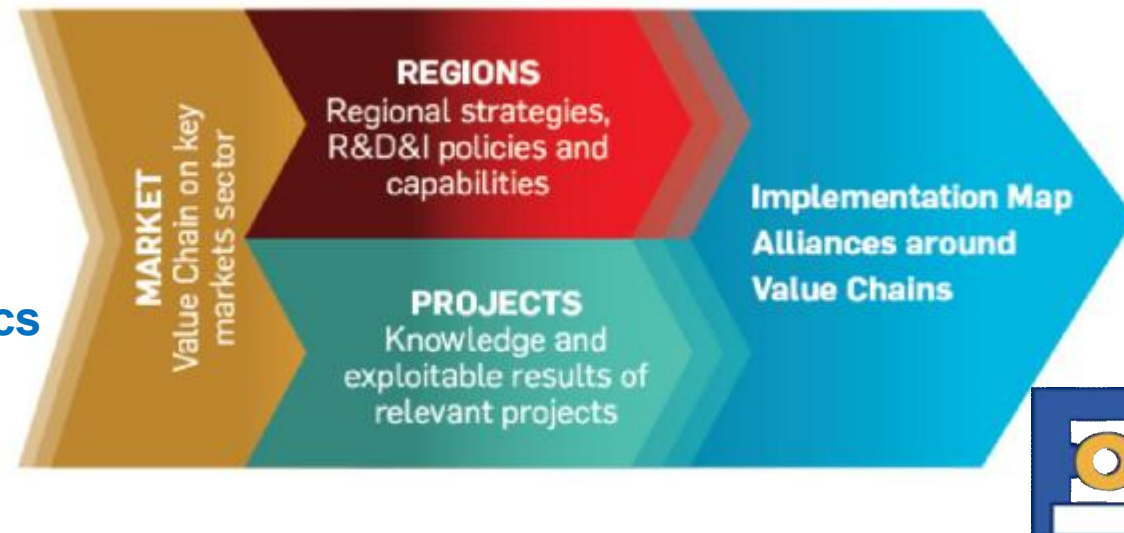 MARKET
Value Chain on key
markets sector
REGIONS
Regional strategies,
R&D&I policies and
capabilities
PROJECTS
Knowledge and
exploitable results of
relevant projects
Implementation Map
Alliances around
Value Chains
cs